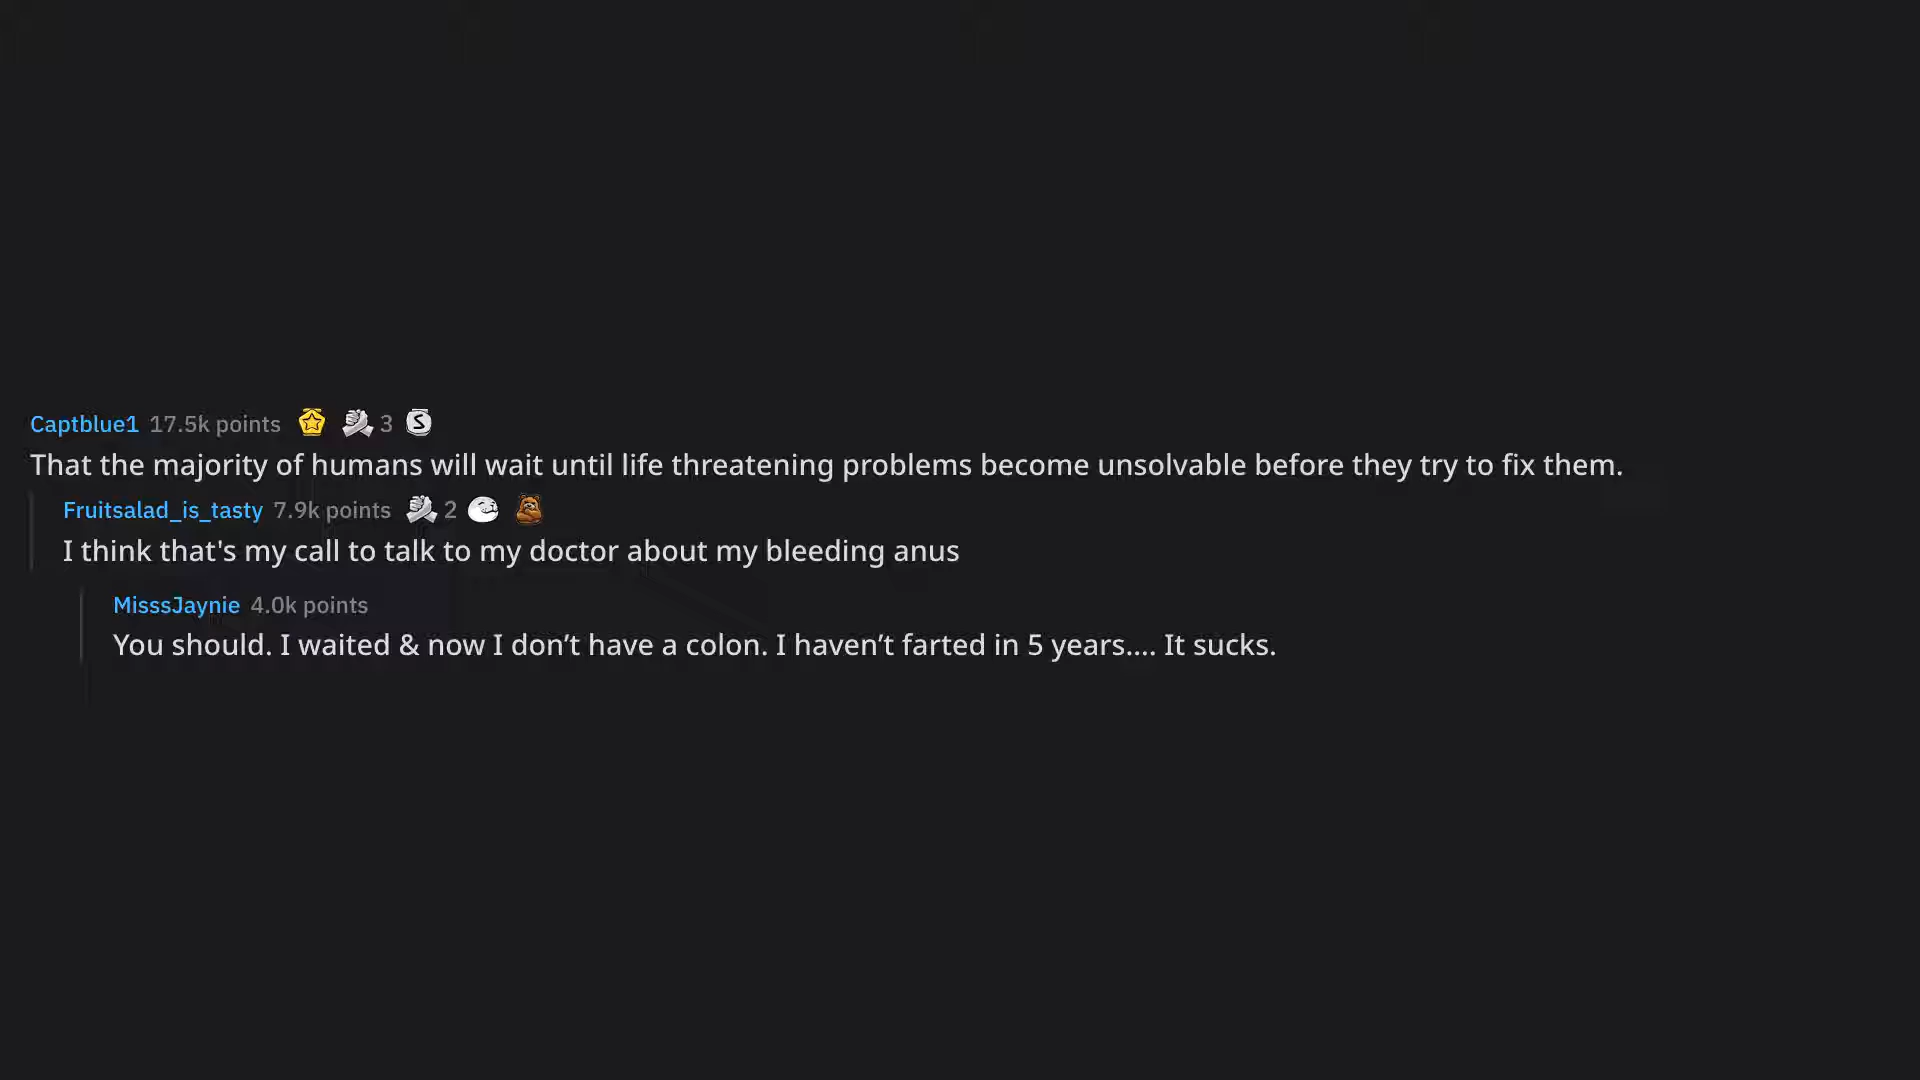 Captblue1 17.5k points 3 S
That the majority of humans will wait until life threatening problems become unsolvable before they try to fix them.
Fruitsalad_is_tasty 7.9k points 2
I think that's my call to talk to my doctor about my bleeding anus
MisssJaynie 4.0k points
You should. I waited & now I don’t have a colon. I haven’t farted in 5 years.... It sucks.